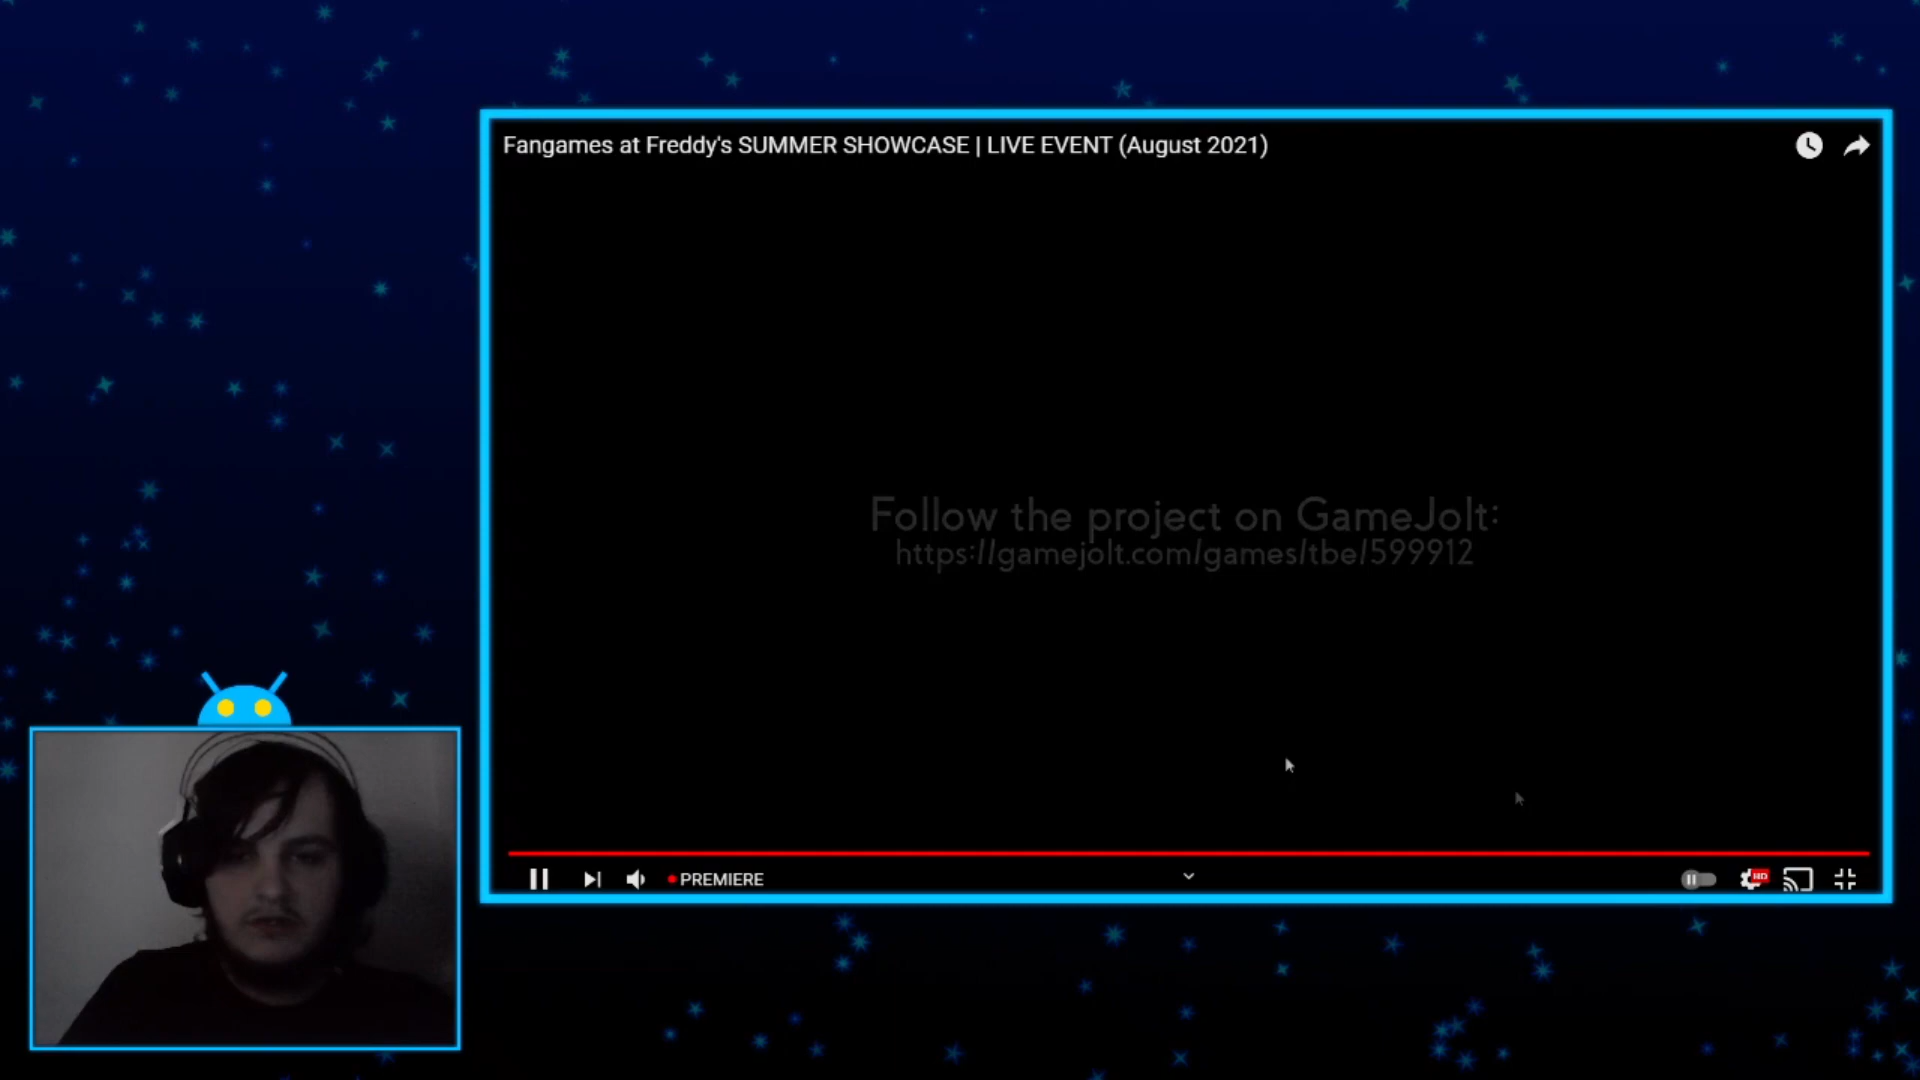 Fangames at Freddy's SUMMER SHOWCASE | LIVE EVENT (August 2021)
Follow the project on GameJolt:
https://gamejolt.com/games/tbe/599912
PREMIERE
HD